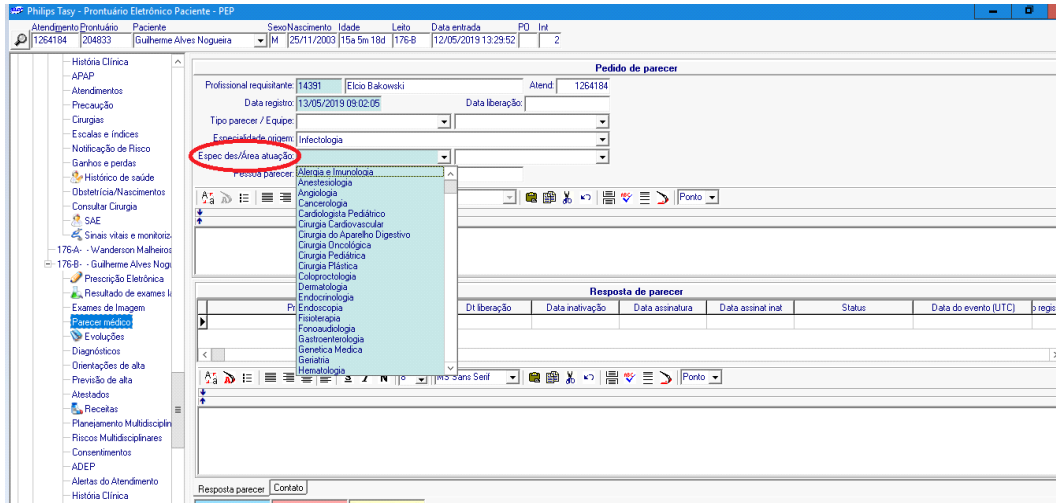 Philips Tasy - Prontuário Eletrônico Paciente - PEP
Atendimento Prontuário Paciente Sexo Nascimento Idade Leito Data entrada PO Int
1264184 204833 Guilherme Alves Nogueira M 25/11/2003 15a 5m 18d 176-B 12/05/2019 13:29:52 2
História Clínica
APAP
Atendimentos
Precaução
Cirurgias
Escalas e índices
Notificação de Risco
Ganhos e perdas
Histórico de saúde
Obstetrícia/Nascimentos
Consultar Cirurgia
SAE
Sinais vitais e monitoriz
176-A- - Wanderson Malheiros
176-B- - Guilherme Alves Nogu
Prescrição Eletrônica
Resultado de exames la
Exames de Imagem
Parecer médico
Evoluções
Diagnósticos
Orientações de alta
Previsão de alta
Atestados
Receitas
Planejamento Multidisciplin
Riscos Multidisciplinares
Consentimentos
ADEP
Alertas do Atendimento
História Clínica
Pedido de parecer
Profissional requisitante: 14391 Elcio Bakowski Atend: 1264184
Data registro: 13/05/2019 09:02:05 Data liberação:
Tipo parecer / Equipe:
Especialidade origem: Infectologia
Espec des/Área atuação:
Pessoa parecer:
Alergia e Imunologia
Anestesiologia
Angiologia
Cancerologia
Cardiologista Pediátrico
Cirurgia Cardiovascular
Cirurgia do Aparelho Digestivo
Cirurgia Oncológica
Cirurgia Pediátrica
Cirurgia Plástica
Coloproctologia
Dermatologia
Endocrinologia
Endoscopia
Fisioterapia
Fonoaudiologia
Gastroenterologia
Genetica Medica
Geriatria
Hematologia
Ponto
Resposta de parecer
Dt liberação Data inativação Data assinatura Data assinat inat Status Data do evento (UTC)
S I N 8 MS Sans Serif Ponto
Resposta parecer Contato